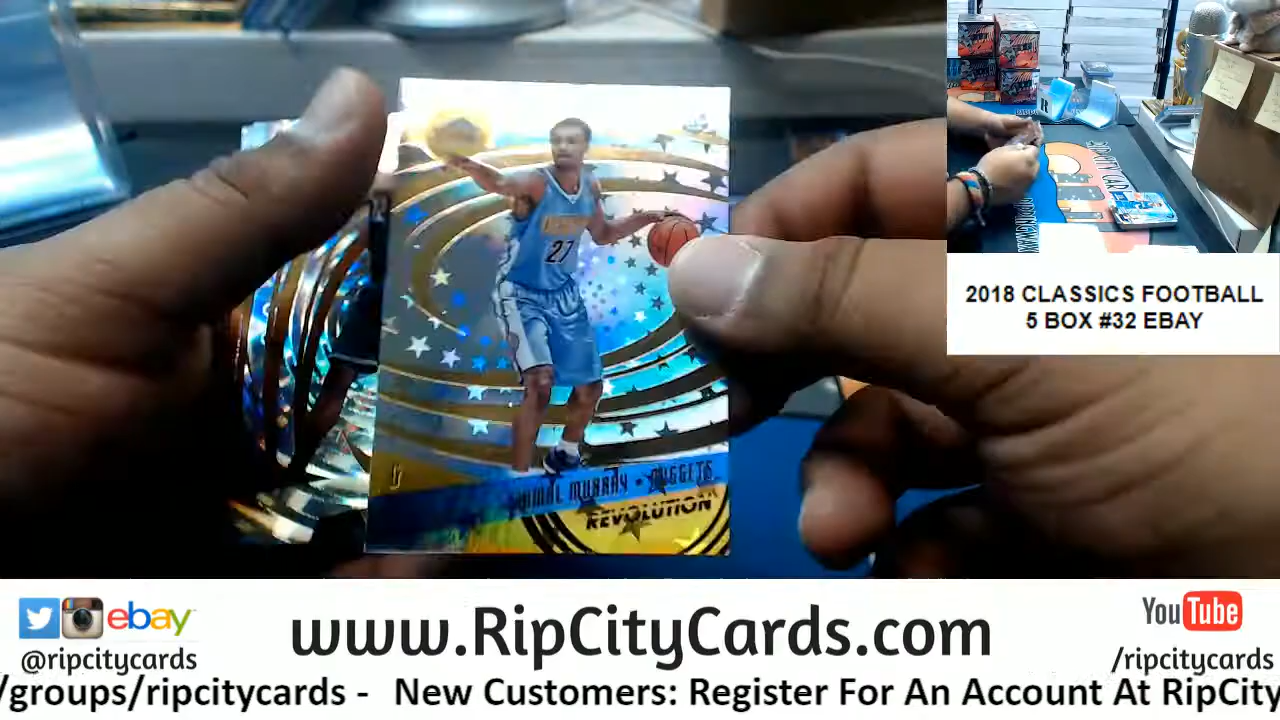 27
MURRAY • NUGGETS
REVOLUTION
2018 CLASSICS FOOTBALL
5 BOX #32 EBAY
ebay
@ripcitycards
www.RipCityCards.com
YouTube
/ripcitycards
/groups/ripcitycards - New Customers: Register For An Account At RipCity